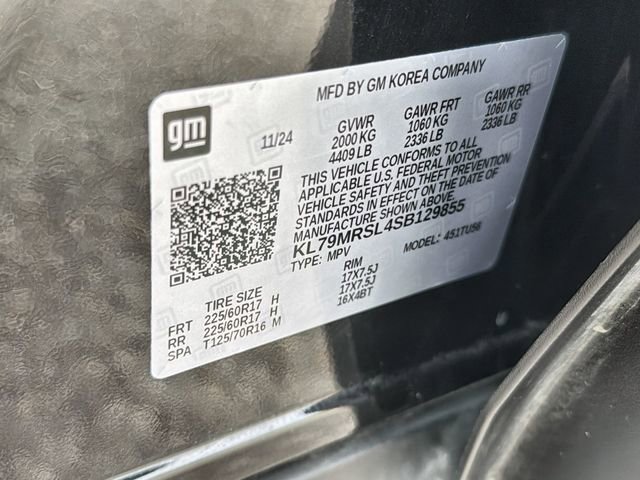 MFD BY GM KOREA COMPANY
gm
11/24
GVWR GAWR FRT GAWR RR
2000 KG 1060 KG 1060 KG
4409 LB 2336 LB 2336 LB
THIS VEHICLE CONFORMS TO ALL
APPLICABLE U.S. FEDERAL MOTOR
VEHICLE SAFETY AND THEFT PREVENTION
STANDARDS IN EFFECT ON THE DATE OF
MANUFACTURE SHOWN ABOVE.
KL79MRSL4SB129855
TYPE: MPV MODEL: 451TU56
TIRE SIZE RIM
FRT 225/60R17 H 17X7.5J
RR 225/60R17 H 17X7.5J
SPA T125/70R16 M 16X4BT